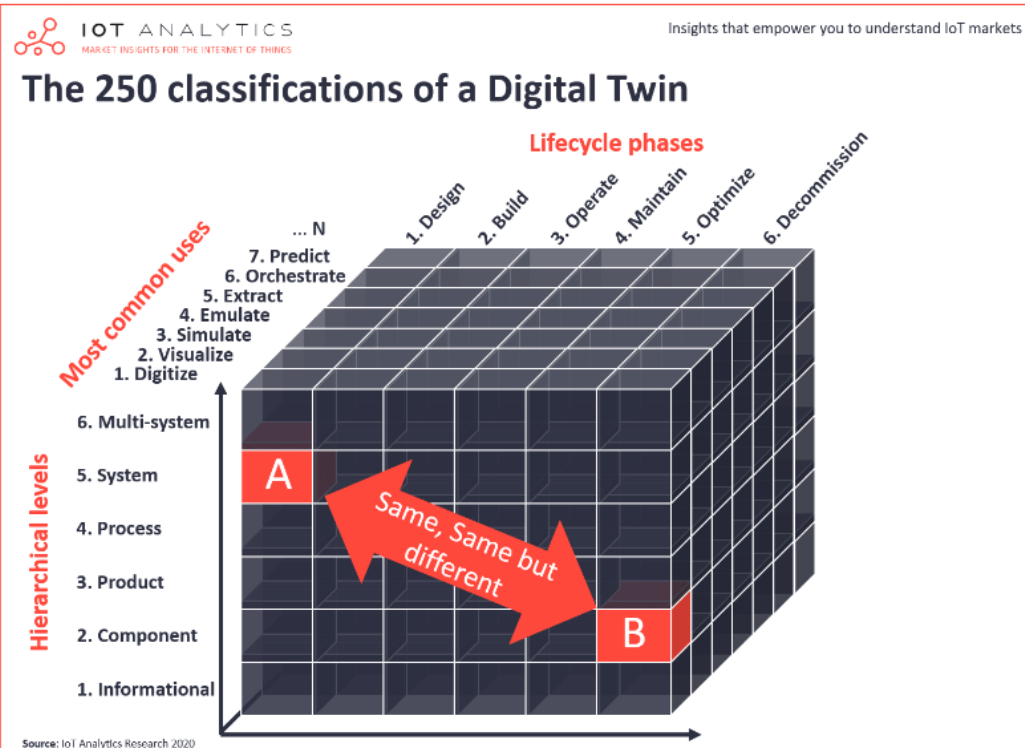 IOT ANALYTICS
MARKET INSIGHTS FOR THE INTERNET OF THINGS
Insights that empower you to understand IoT markets
The 250 classifications of a Digital Twin
Lifecycle phases
1. Design
2. Build
3. Operate
4. Maintain
5. Optimize
6. Decommission
Most common uses
... N
7. Predict
6. Orchestrate
5. Extract
4. Emulate
3. Simulate
2. Visualize
1. Digitize
Hierarchical levels
6. Multi-system
5. System
4. Process
3. Product
2. Component
1. Informational
A
Same, Same but
different
B
Source: IoT Analytics Research 2020